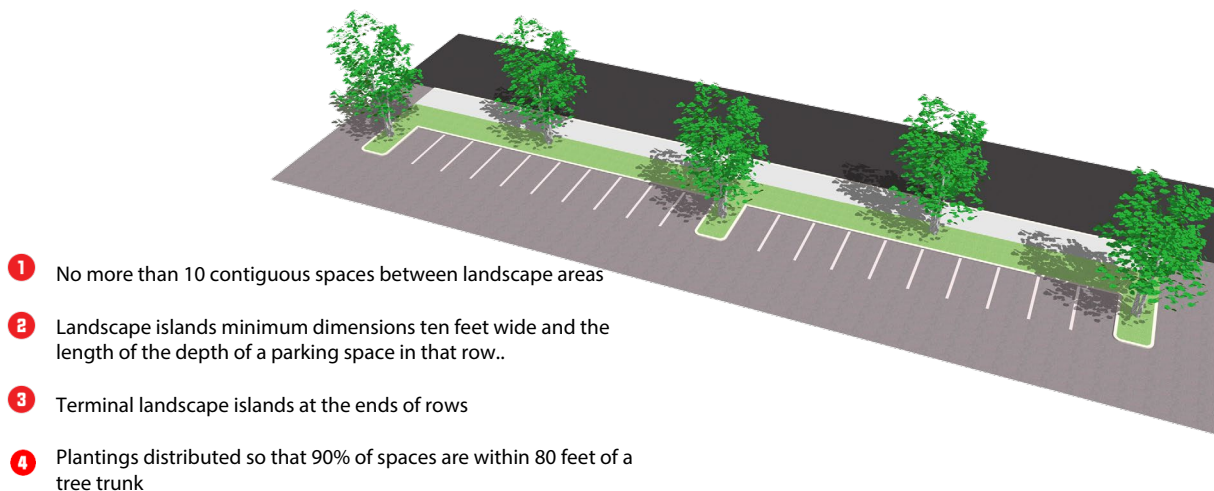 1 No more than 10 contiguous spaces between landscape areas
2 Landscape islands minimum dimensions ten feet wide and the
length of the depth of a parking space in that row..
3 Terminal landscape islands at the ends of rows
4 Plantings distributed so that 90% of spaces are within 80 feet of a
tree trunk